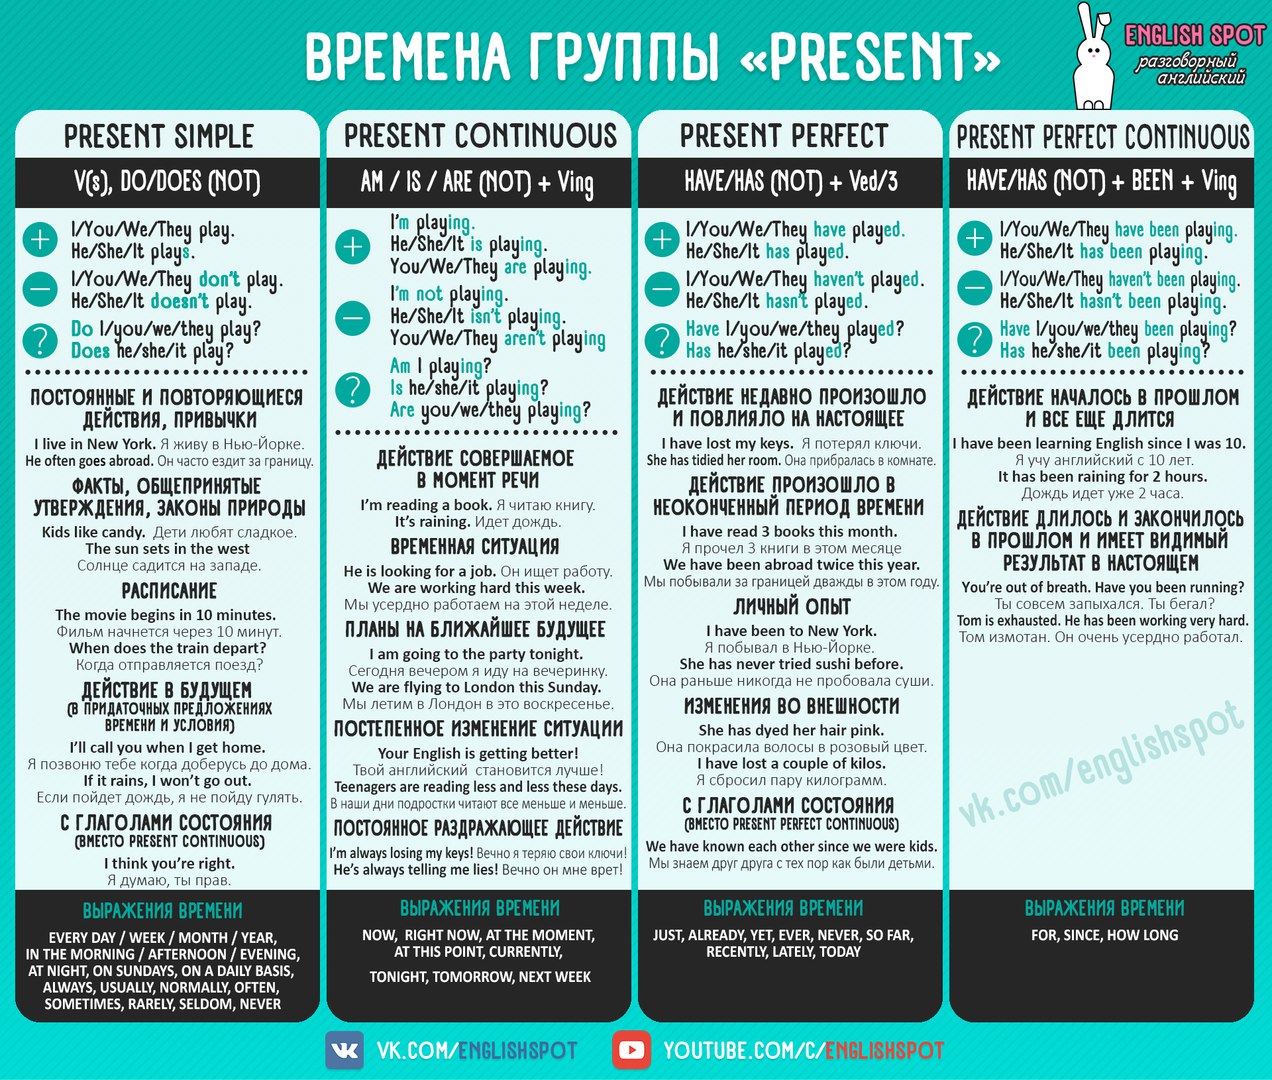 ВРЕМЕНА ГРУППЫ «PRESENT»
ENGLISH SPOT
разговорный
английский
PRESENT SIMPLE
V(s), DO/DOES (NOT)
+
I/You/We/They play.
He/She/It plays.
−
I/You/We/They don't play.
He/She/It doesn't play.
?
Do I/you/we/they play?
Does he/she/it play?
ПОСТОЯННЫЕ И ПОВТОРЯЮЩИЕСЯ
ДЕЙСТВИЯ, ПРИВЫЧКИ
I live in New York. Я живу в Нью-Йорке.
He often goes abroad. Он часто ездит за границу.
ФАКТЫ, ОБЩЕПРИНЯТЫЕ
УТВЕРЖДЕНИЯ, ЗАКОНЫ ПРИРОДЫ
Kids like candy. Дети любят сладкое.
The sun sets in the west
Солнце садится на западе.
РАСПИСАНИЕ
The movie begins in 10 minutes.
Фильм начнется через 10 минут.
When does the train depart?
Когда отправляется поезд?
ДЕЙСТВИЕ В БУДУЩЕМ
(В ПРИДАТОЧНЫХ ПРЕДЛОЖЕНИЯХ
ВРЕМЕНИ И УСЛОВИЯ)
I'll call you when I get home.
Я позвоню тебе когда доберусь до дома.
If it rains, I won't go out.
Если пойдет дождь, я не пойду гулять.
С ГЛАГОЛАМИ СОСТОЯНИЯ
(ВМЕСТО PRESENT CONTINUOUS)
I think you're right.
Я думаю, ты прав.
ВЫРАЖЕНИЯ ВРЕМЕНИ
EVERY DAY / WEEK / MONTH / YEAR,
IN THE MORNING / AFTERNOON / EVENING,
AT NIGHT, ON SUNDAYS, ON A DAILY BASIS,
ALWAYS, USUALLY, NORMALLY, OFTEN,
SOMETIMES, RARELY, SELDOM, NEVER
PRESENT CONTINUOUS
AM / IS / ARE (NOT) + Ving
+
I'm playing.
He/She/It is playing.
You/We/They are playing.
−
I'm not playing.
He/She/It isn't playing.
You/We/They aren't playing
?
Am I playing?
Is he/she/it playing?
Are you/we/they playing?
ДЕЙСТВИЕ СОВЕРШАЕМОЕ
В МОМЕНТ РЕЧИ
I'm reading a book. Я читаю книгу.
It's raining. Идет дождь.
ВРЕМЕННАЯ СИТУАЦИЯ
He is looking for a job. Он ищет работу.
We are working hard this week.
Мы усердно работаем на этой неделе.
ПЛАНЫ НА БЛИЖАЙШЕЕ БУДУЩЕЕ
I am going to the party tonight.
Сегодня вечером я иду на вечеринку.
We are flying to London this Sunday.
Мы летим в Лондон в это воскресенье.
ПОСТЕПЕННОЕ ИЗМЕНЕНИЕ СИТУАЦИИ
Your English is getting better!
Твой английский становится лучше!
Teenagers are reading less and less these days.
В наши дни подростки читают все меньше и меньше.
ПОСТОЯННОЕ РАЗДРАЖАЮЩЕЕ ДЕЙСТВИЕ
I'm always losing my keys! Вечно я теряю свои ключи!
He's always telling me lies! Вечно он мне врет!
ВЫРАЖЕНИЯ ВРЕМЕНИ
NOW, RIGHT NOW, AT THE MOMENT,
AT THIS POINT, CURRENTLY,
TONIGHT, TOMORROW, NEXT WEEK
PRESENT PERFECT
HAVE/HAS (NOT) + Ved/3
+
I/You/We/They have played.
He/She/It has played.
−
I/You/We/They haven't played.
He/She/It hasn't played.
?
Have I/you/we/they played?
Has he/she/it played?
ДЕЙСТВИЕ НЕДАВНО ПРОИЗОШЛО
И ПОВЛИЯЛО НА НАСТОЯЩЕЕ
I have lost my keys. Я потерял ключи.
She has tidied her room. Она прибралась в комнате.
ДЕЙСТВИЕ ПРОИЗОШЛО В
НЕОКОНЧЕННЫЙ ПЕРИОД ВРЕМЕНИ
I have read 3 books this month.
Я прочел 3 книги в этом месяце
We have been abroad twice this year.
Мы побывали за границей дважды в этом году.
ЛИЧНЫЙ ОПЫТ
I have been to New York.
Я побывал в Нью-Йорке.
She has never tried sushi before.
Она раньше никогда не пробовала суши.
ИЗМЕНЕНИЯ ВО ВНЕШНОСТИ
She has dyed her hair pink.
Она покрасила волосы в розовый цвет.
I have lost a couple of kilos.
Я сбросил пару килограмм.
С ГЛАГОЛАМИ СОСТОЯНИЯ
(ВМЕСТО PRESENT PERFECT CONTINUOUS)
We have known each other since we were kids.
Мы знаем друг друга с тех пор как были детьми.
ВЫРАЖЕНИЯ ВРЕМЕНИ
JUST, ALREADY, YET, EVER, NEVER, SO FAR,
RECENTLY, LATELY, TODAY
PRESENT PERFECT CONTINUOUS
HAVE/HAS (NOT) + BEEN + Ving
+
I/You/We/They have been playing.
He/She/It has been playing.
−
I/You/We/They haven't been playing.
He/She/It hasn't been playing.
?
Have I/you/we/they been playing?
Has he/she/it been playing?
ДЕЙСТВИЕ НАЧАЛОСЬ В ПРОШЛОМ
И ВСЕ ЕЩЕ ДЛИТСЯ
I have been learning English since I was 10.
Я учу английский с 10 лет.
It has been raining for 2 hours.
Дождь идет уже 2 часа.
ДЕЙСТВИЕ ДЛИЛОСЬ И ЗАКОНЧИЛОСЬ
В ПРОШЛОМ И ИМЕЕТ ВИДИМЫЙ
РЕЗУЛЬТАТ В НАСТОЯЩЕМ
You're out of breath. Have you been running?
Ты совсем запыхался. Ты бегал?
Tom is exhausted. He has been working very hard.
Том измотан. Он очень усердно работал.
vk.com/englishspot
ВЫРАЖЕНИЯ ВРЕМЕНИ
FOR, SINCE, HOW LONG
VK.COM/ENGLISHSPOT
YOUTUBE.COM/C/ENGLISHSPOT